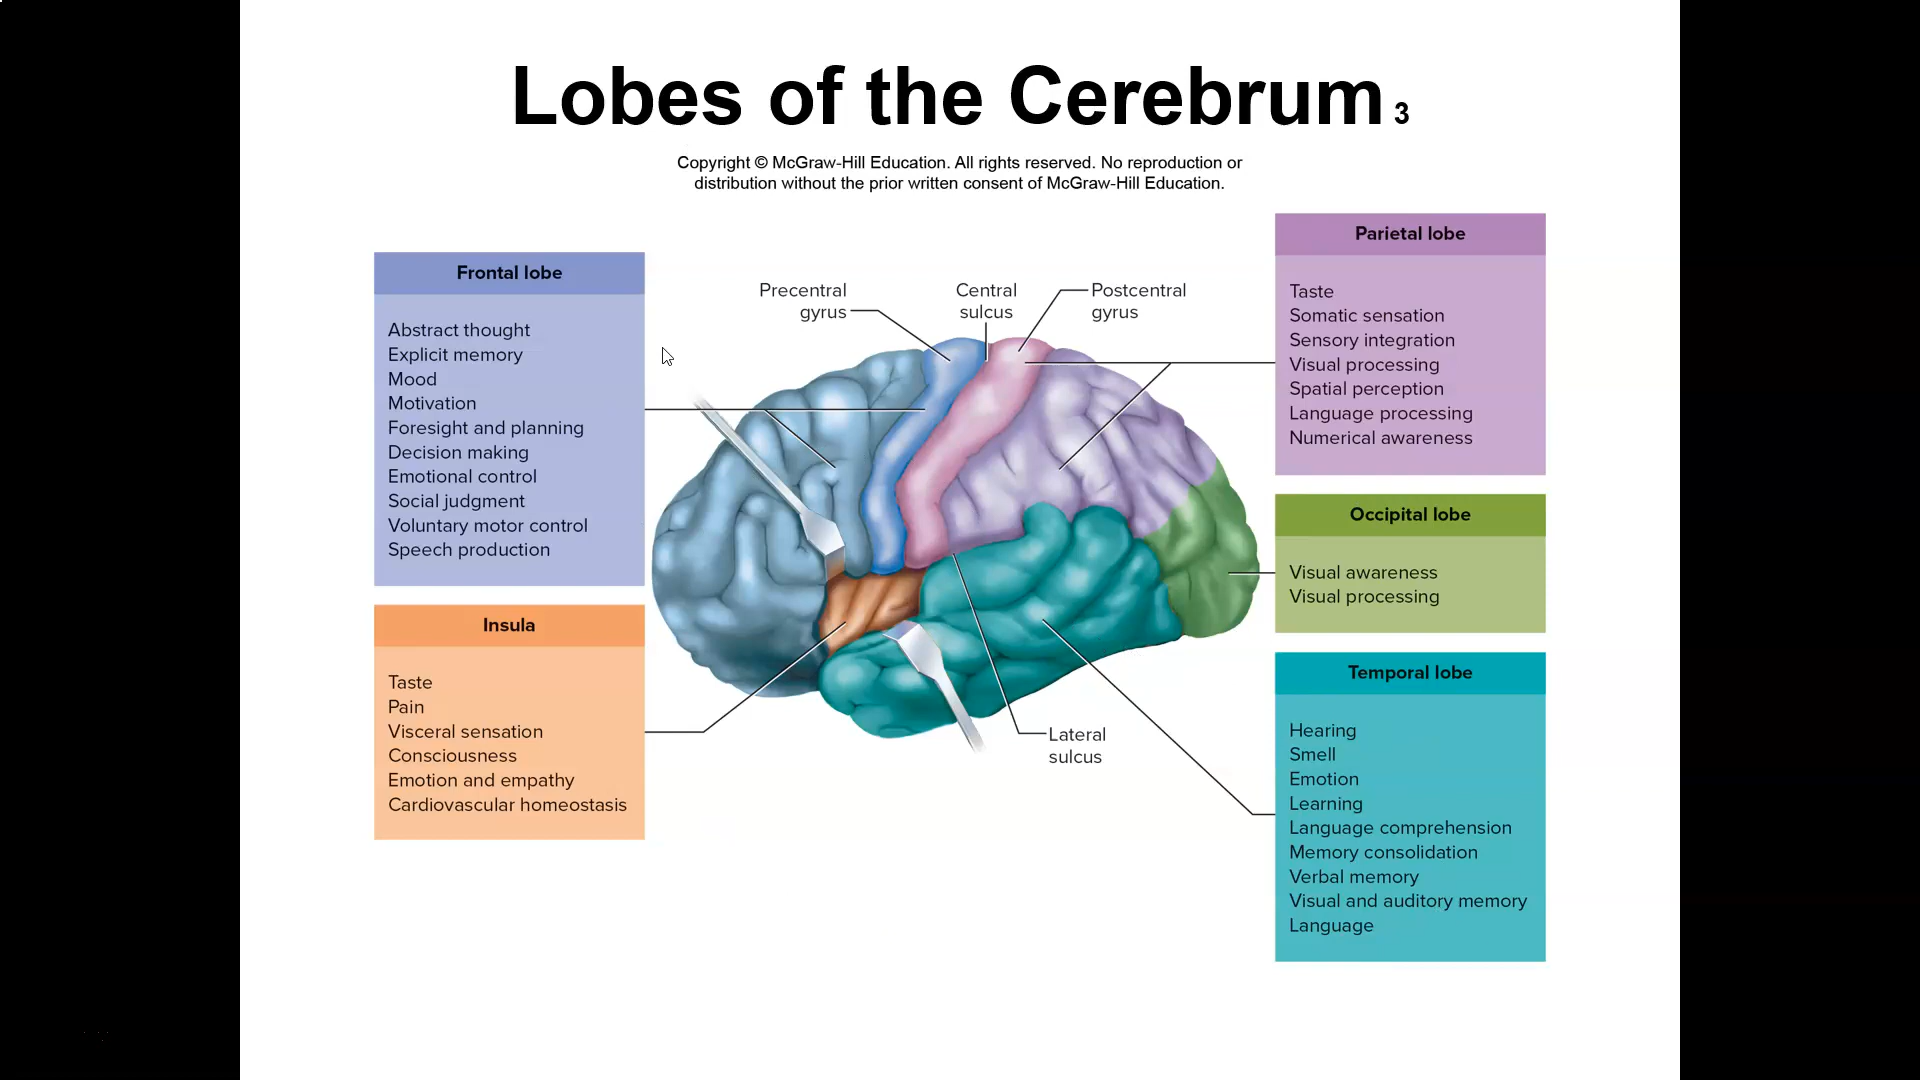 Lobes of the Cerebrum 3
Copyright © McGraw-Hill Education. All rights reserved. No reproduction or
distribution without the prior written consent of McGraw-Hill Education.
Frontal lobe
Abstract thought
Explicit memory
Mood
Motivation
Foresight and planning
Decision making
Emotional control
Social judgment
Voluntary motor control
Speech production
Insula
Taste
Pain
Visceral sensation
Consciousness
Emotion and empathy
Cardiovascular homeostasis
Precentral
gyrus
Central
sulcus
Postcentral
gyrus
Lateral
sulcus
Parietal lobe
Taste
Somatic sensation
Sensory integration
Visual processing
Spatial perception
Language processing
Numerical awareness
Occipital lobe
Visual awareness
Visual processing
Temporal lobe
Hearing
Smell
Emotion
Learning
Language comprehension
Memory consolidation
Verbal memory
Visual and auditory memory
Language